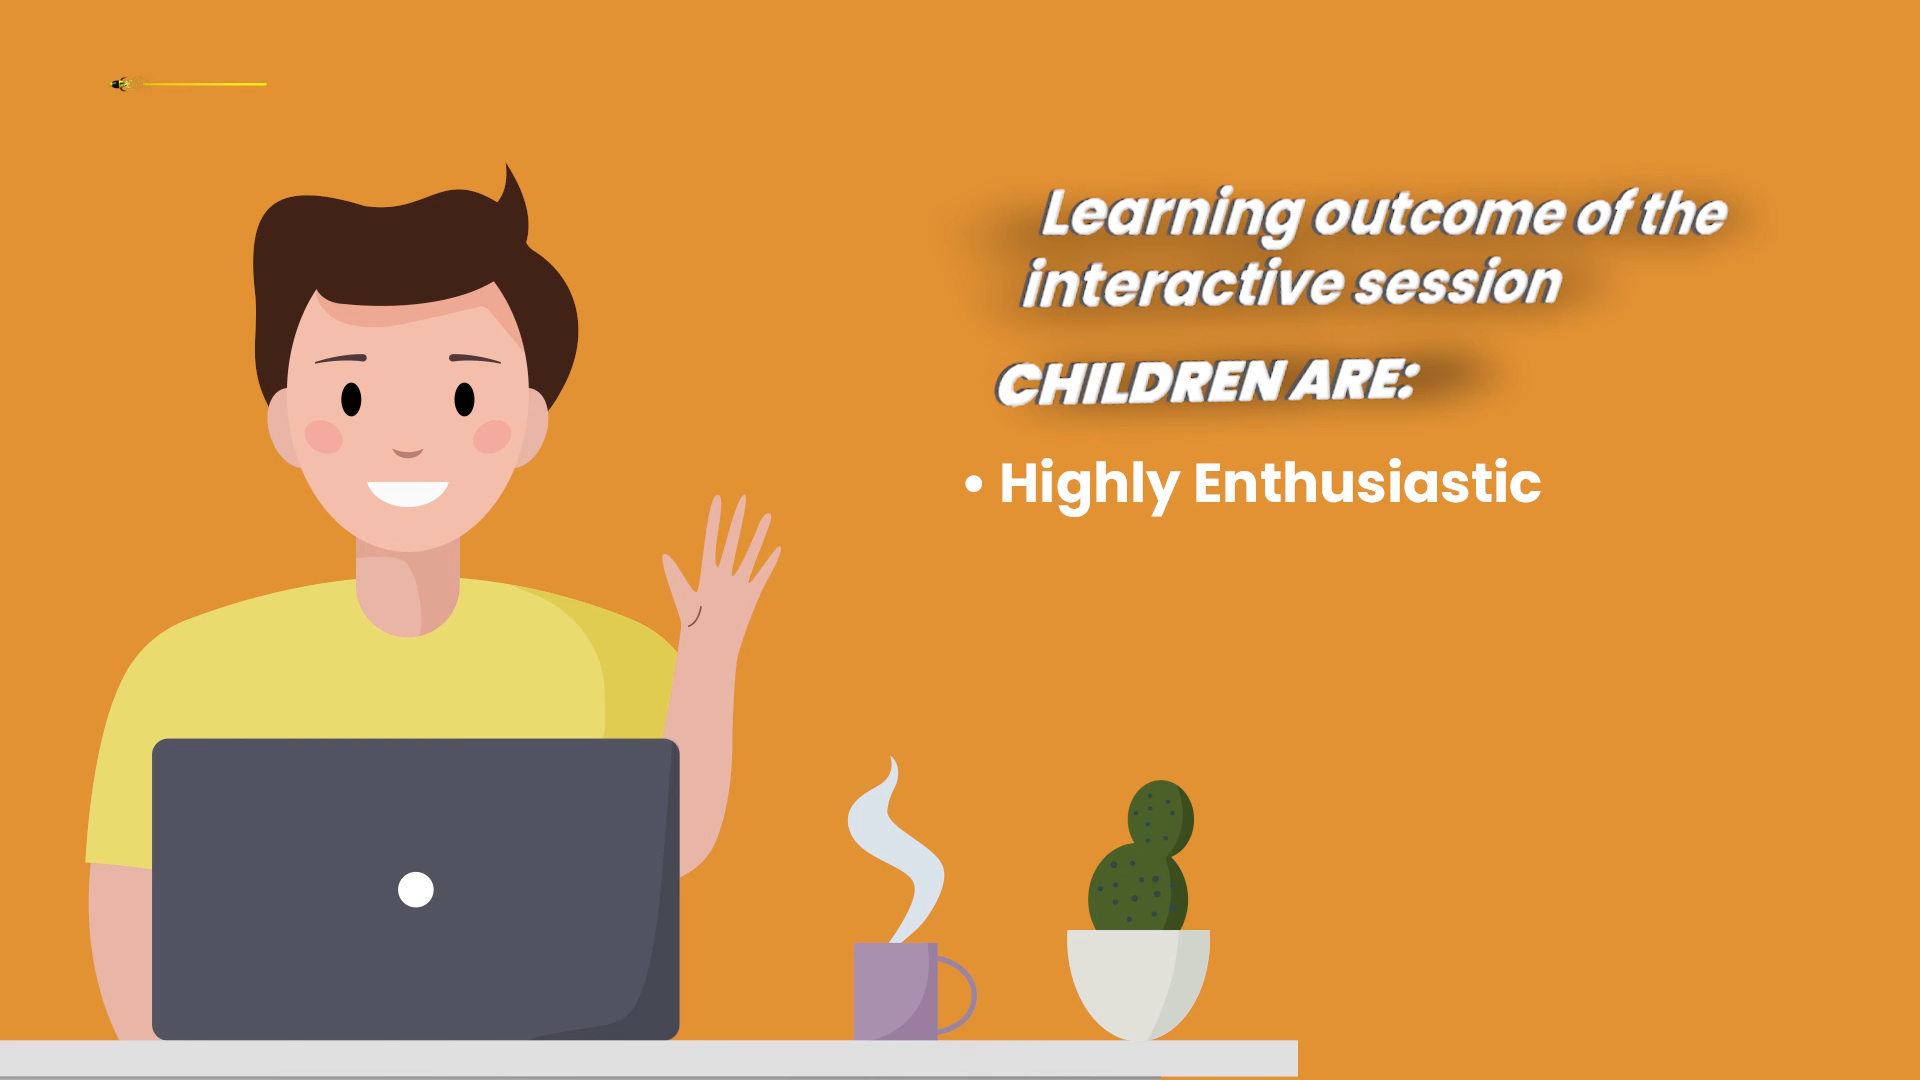 Learning outcome of the
interactive session
CHILDREN ARE:
• Highly Enthusiastic